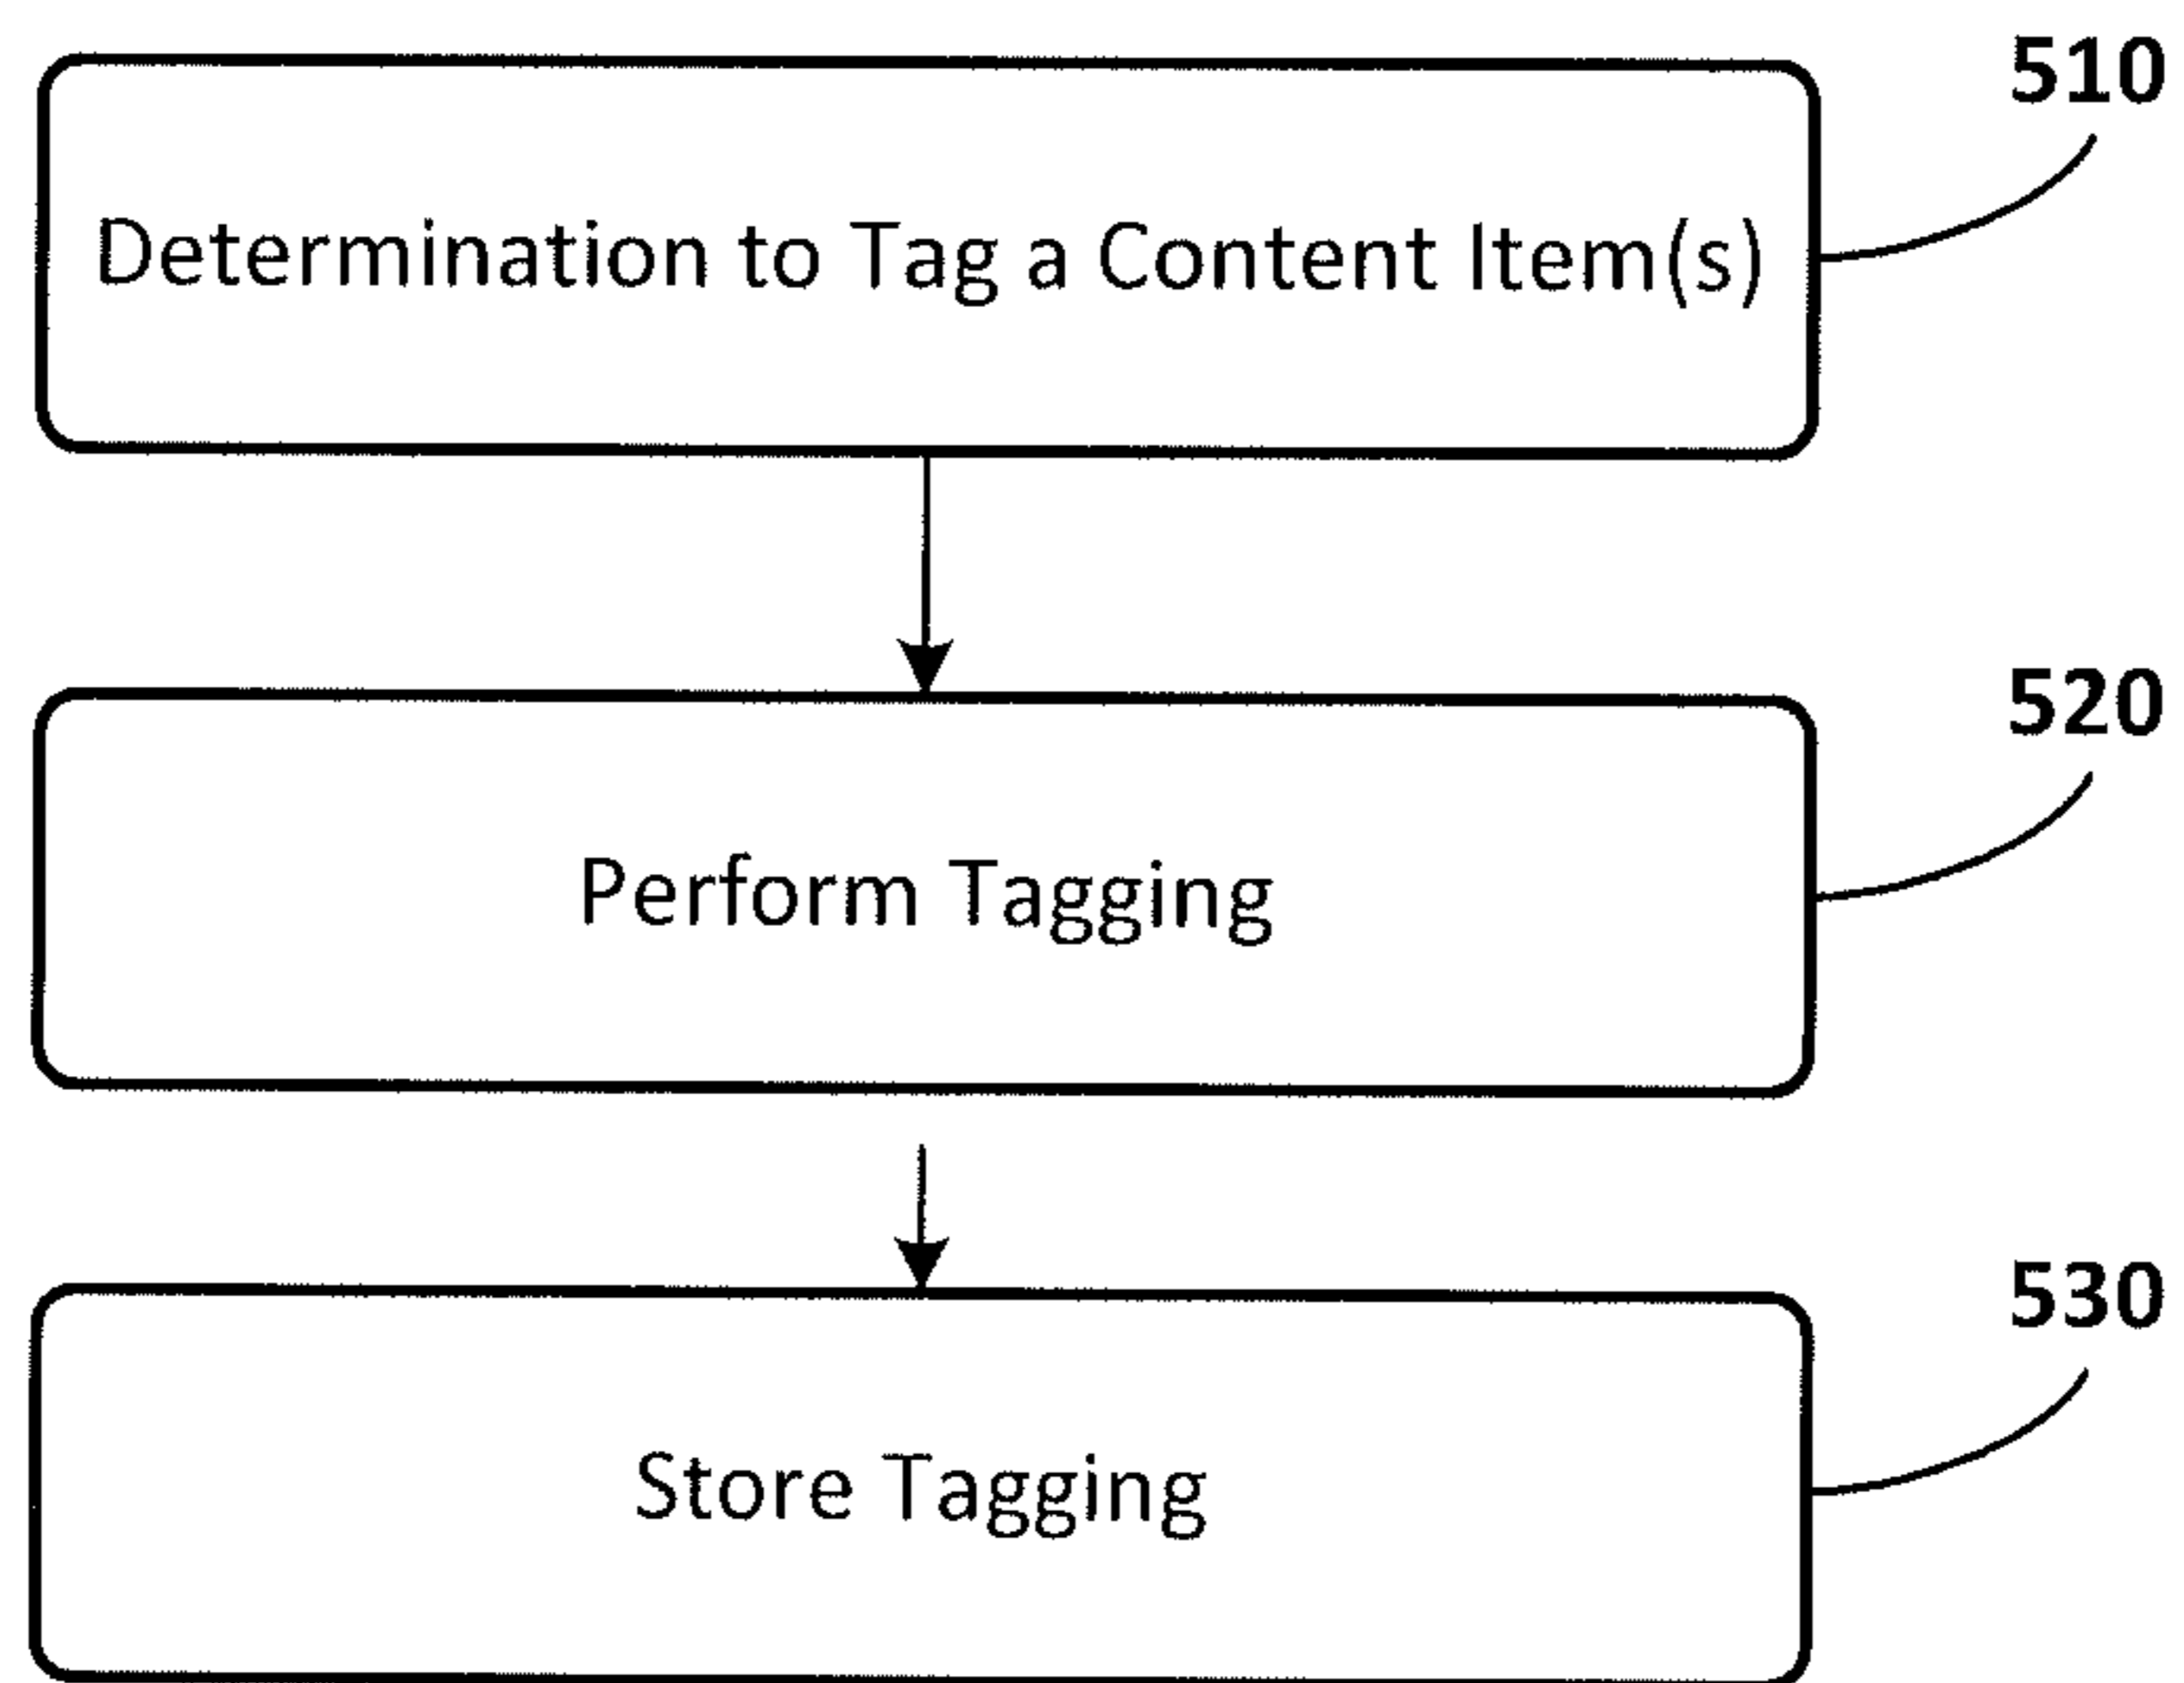 510
Determination to Tag a Content Item(s)
520
Perform Tagging
530
Store Tagging